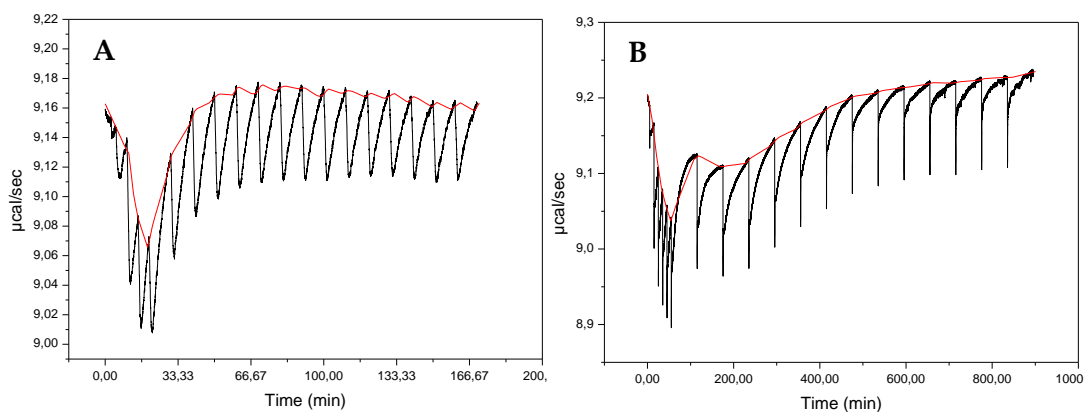 A
9,22
9,20
9,18
9,16
9,14
9,12
9,10
9,08
9,06
9,04
9,02
9,00
µcal/sec
0,00 33,33 66,67 100,00 133,33 166,67 200,
Time (min)
B
9,3
9,2
9,1
9,0
8,9
µcal/sec
0,00 200,00 400,00 600,00 800,00 1000
Time (min)